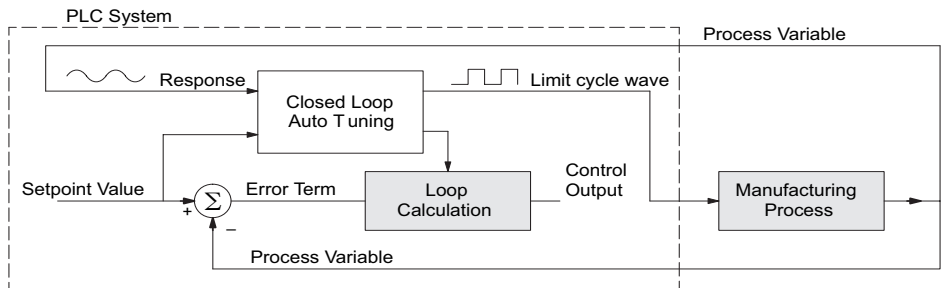 PLC System
Process Variable
Response
Limit cycle wave
Closed Loop
Auto Tuning
Setpoint Value
Error Term
Loop
Calculation
Control
Output
Manufacturing
Process
+
Σ
–
Process Variable